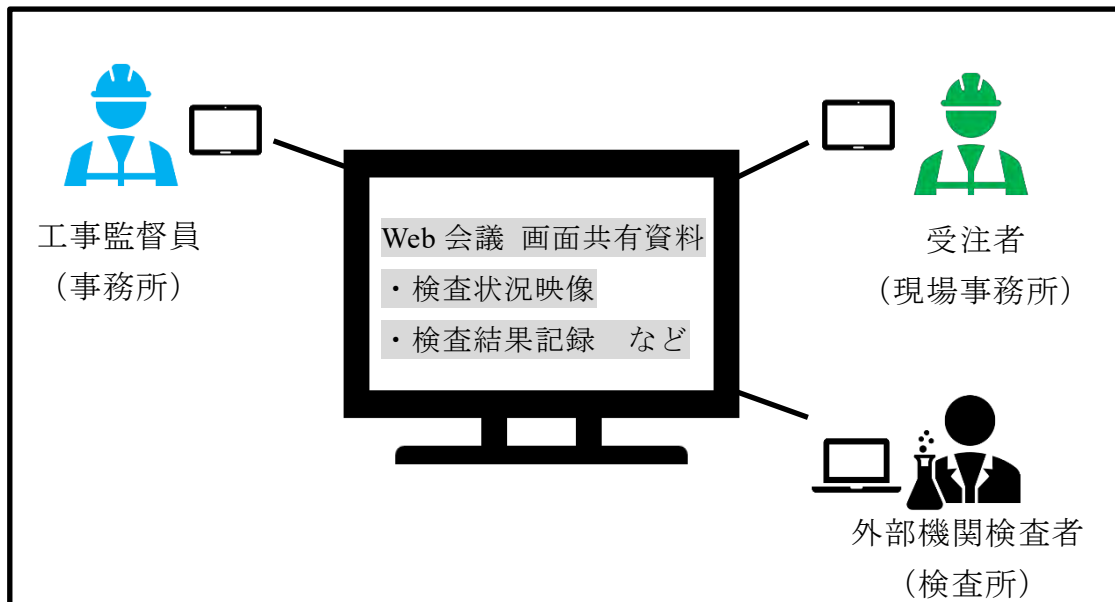 工事監督員
（事務所）
Web 会議 画面共有資料
・検査状況映像
・検査結果記録　など
受注者
（現場事務所）
外部機関検査者
（検査所）